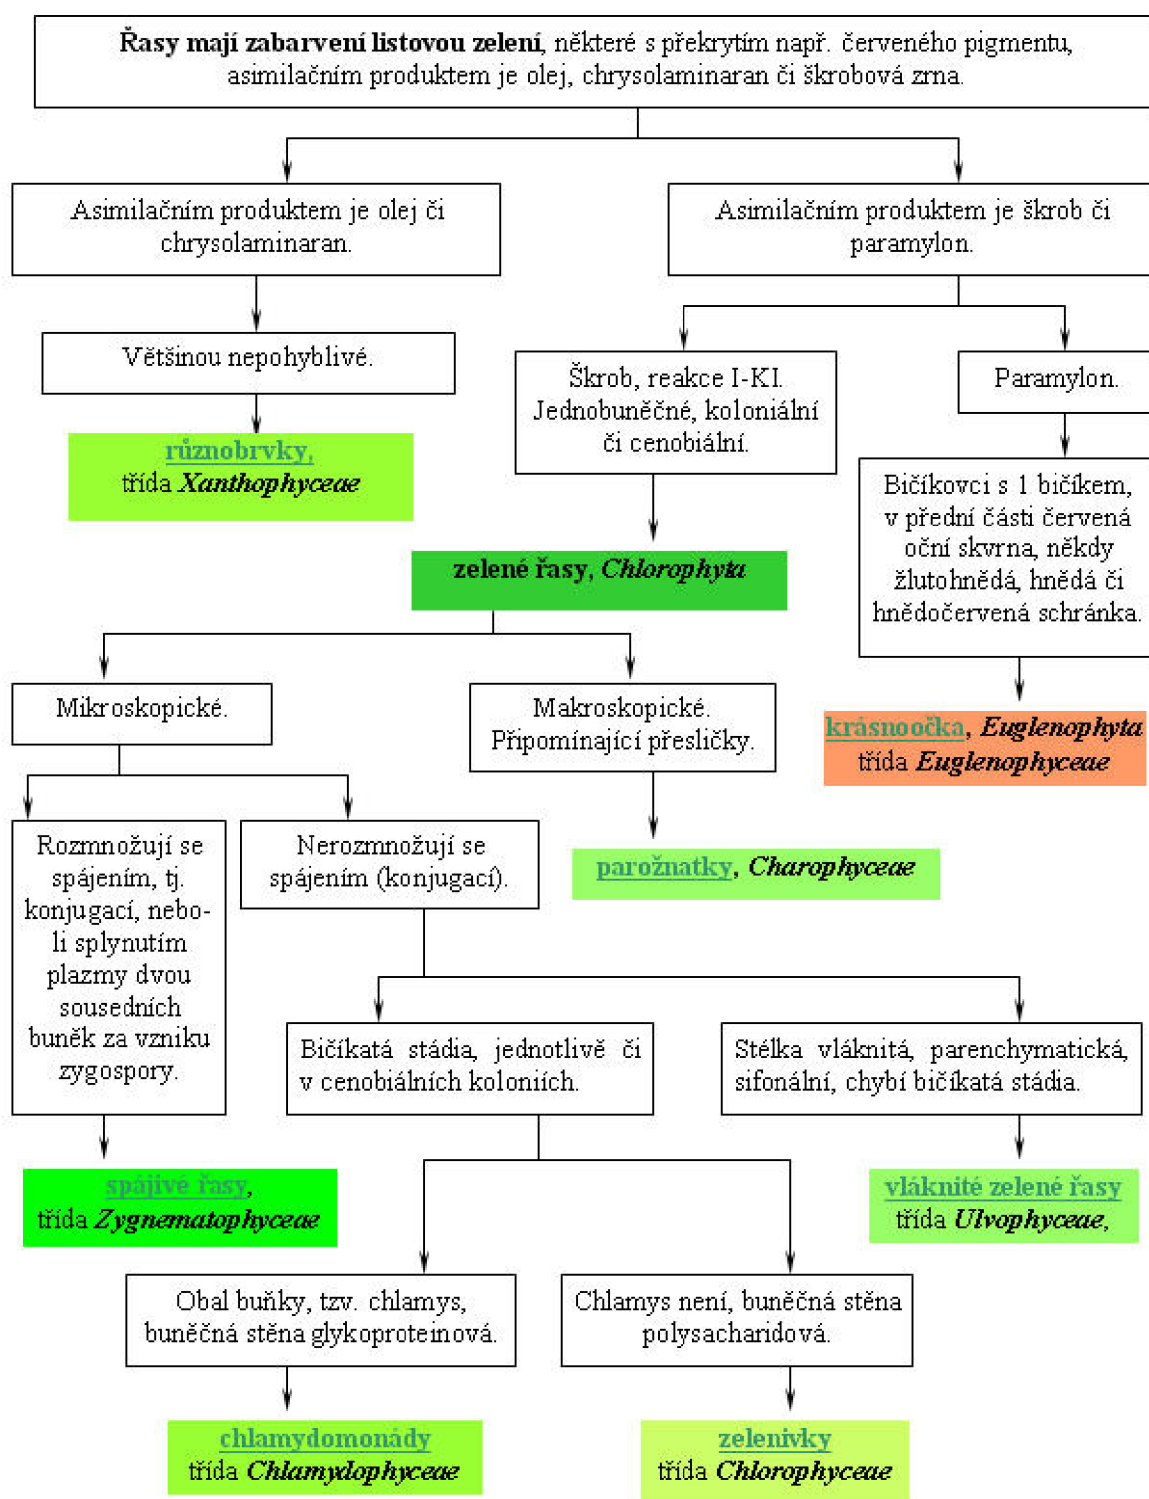 Řasy mají zabarvení listovou zelení, některé s překrytím např. červeného pigmentu,
asimilačním produktem je olej, chrysolaminaran či škrobová zrna.
Asimilačním produktem je olej či
chrysolaminaran.
Asimilačním produktem je škrob či
paramylon.
Většinou nepohyblivé.
Škrob, reakce I-KI.
Jednobuněčné, koloniální
či cenobiální.
Paramylon.
různobrvky,
třída Xanthophyceae
Bičíkovci s 1 bičíkem,
v přední části červená
oční skvrna, někdy
žlutohnědá, hnědá či
hnědočervená schránka.
zelené řasy, Chlorophyta
Mikroskopické.
Makroskopické.
Připomínající přesličky.
krásnoočka, Euglenophyta
třída Euglenophyceae
Rozmnožují se
spájením, tj.
konjugací, nebo-
li splynutím
plazmy dvou
sousedních
buněk za vzniku
zygospory.
Nerozmnožují se
spájením (konjugací).
parožnatky, Charophyceae
Bičíkatá stádia, jednotlivě či
v cenobiálních koloniích.
Stélka vláknitá, parenchymatická,
sifonální, chybí bičíkatá stádia.
spájivé řasy,
třída Zygnematophyceae
vláknité zelené řasy
třída Ulvophyceae,
Obal buňky, tzv. chlamys,
buněčná stěna glykoproteinová.
Chlamys není, buněčná stěna
polysacharidová.
chlamydomonády
třída Chlamydophyceae
zelenivky
třída Chlorophyceae